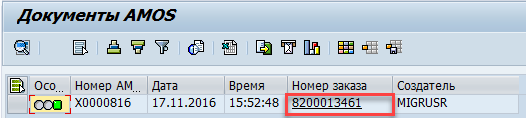 Документы AMOS
Осо... Номер АМ... Дата Время Номер заказа Создатель
X0000816 17.11.2016 15:52:48 8200013461 MIGRUSR